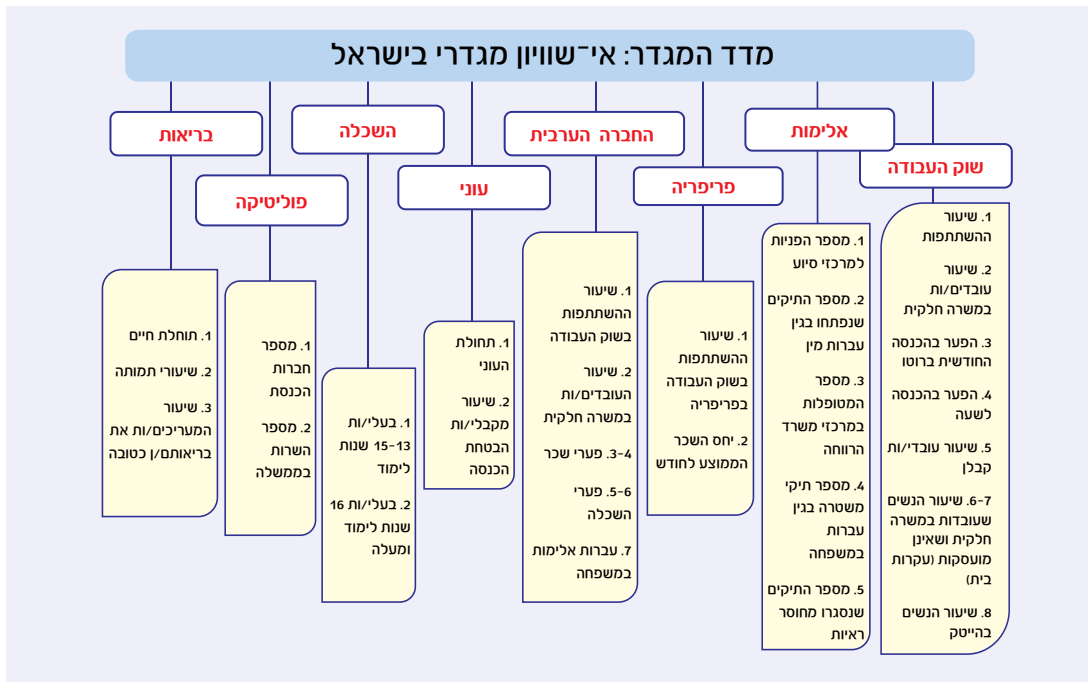 מדד המגדר: אי־שוויון מגדרי בישראל
שוק העבודה
1. שיעור
ההשתתפות
2. שיעור
עובדים/ות
במשרה חלקית
3. הפער בהכנסה
החודשית ברוטו
4. הפער בהכנסה
לשעה
5. שיעור עובדי/ות
קבלן
6-7. שיעור הנשים
שעובדות במשרה
חלקית ושאינן
מועסקות (עקרות
בית)
8. שיעור הנשים
בהייטק
אלימות
1. מספר הפניות
למרכזי סיוע
2. מספר התיקים
שנפתחו בגין
עברות מין
3. מספר
המטופלות
במרכזי משרד
הרווחה
4. מספר תיקי
משטרה בגין
עברות
במשפחה
5. מספר התיקים
שנסגרו מחוסר
ראיות
פריפריה
1. שיעור
ההשתתפות
בשוק העבודה
בפריפריה
2. יחס השכר
הממוצע לחודש
החברה הערבית
1. שיעור
ההשתתפות
בשוק העבודה
2. שיעור
העובדים/ות
במשרה חלקית
3-4. פערי שכר
5-6. פערי
השכלה
7. עברות אלימות
במשפחה
עוני
1. תחולת
העוני
2. שיעור
מקבלי/ות
הבטחת
הכנסה
השכלה
1. בעלי/ות
15-13 שנות
לימוד
2. בעלי/ות 16
שנות לימוד
ומעלה
פוליטיקה
1. מספר
חברות
הכנסת
2. מספר
השרות
בממשלה
בריאות
1. תוחלת חיים
2. שיעורי תמותה
3. שיעור
המעריכים/ות את
בריאותם/ן כטובה